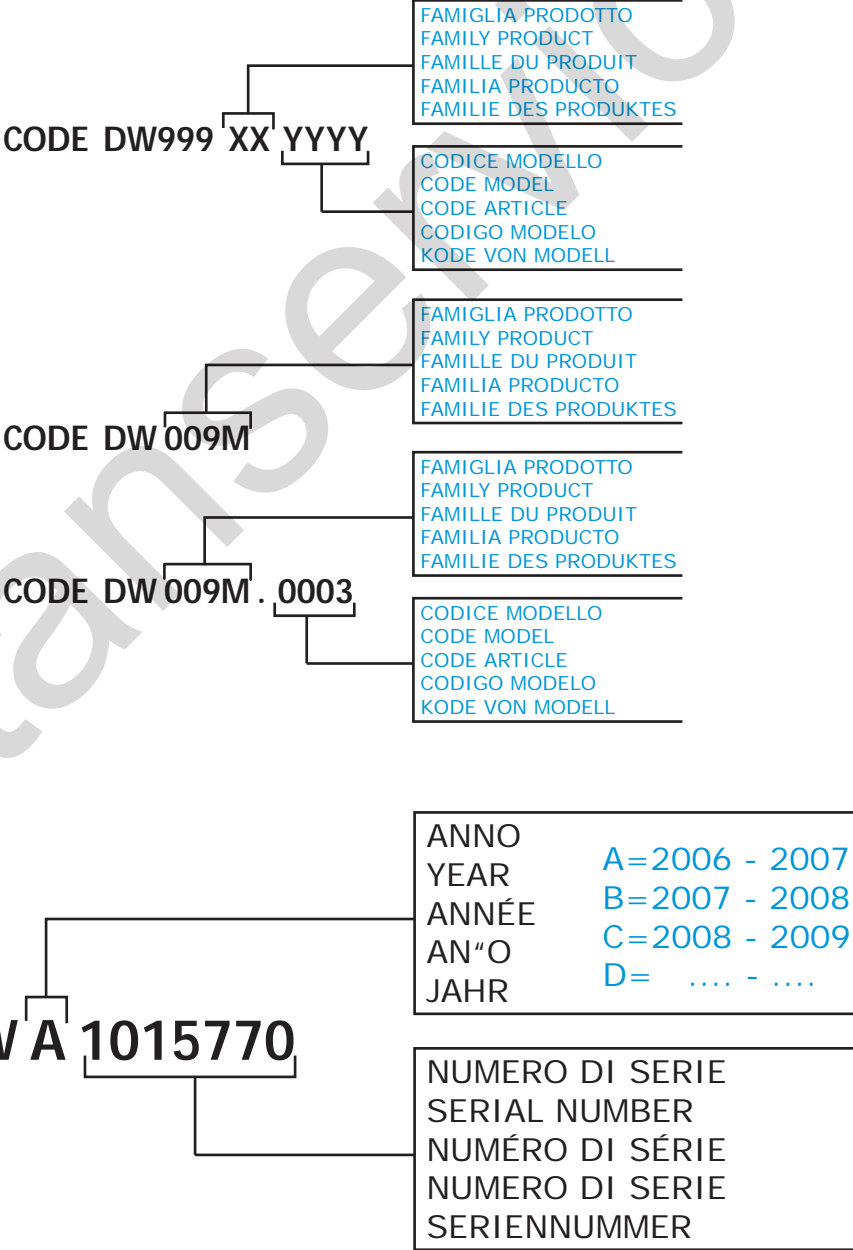 FAMIGLIA PRODOTTO
FAMILY PRODUCT
FAMILLE DU PRODUIT
FAMILIA PRODUCTO
FAMILIE DES PRODUKTES
CODE DW999 XX YYYY
CODICE MODELLO
CODE MODEL
CODE ARTICLE
CODIGO MODELO
KODE VON MODELL
FAMIGLIA PRODOTTO
FAMILY PRODUCT
FAMILLE DU PRODUIT
FAMILIA PRODUCTO
FAMILIE DES PRODUKTES
CODE DW 009M
FAMIGLIA PRODOTTO
FAMILY PRODUCT
FAMILLE DU PRODUIT
FAMILIA PRODUCTO
FAMILIE DES PRODUKTES
CODE DW 009M . 0003
CODICE MODELLO
CODE MODEL
CODE ARTICLE
CODIGO MODELO
KODE VON MODELL
ANNO
YEAR
ANNÉE
AN“O
JAHR
A=2006 - 2007
B=2007 - 2008
C=2008 - 2009
D= .... - ....
A 1015770
NUMERO DI SERIE
SERIAL NUMBER
NUMÉRO DI SÉRIE
NUMERO DI SERIE
SERIENNUMMER